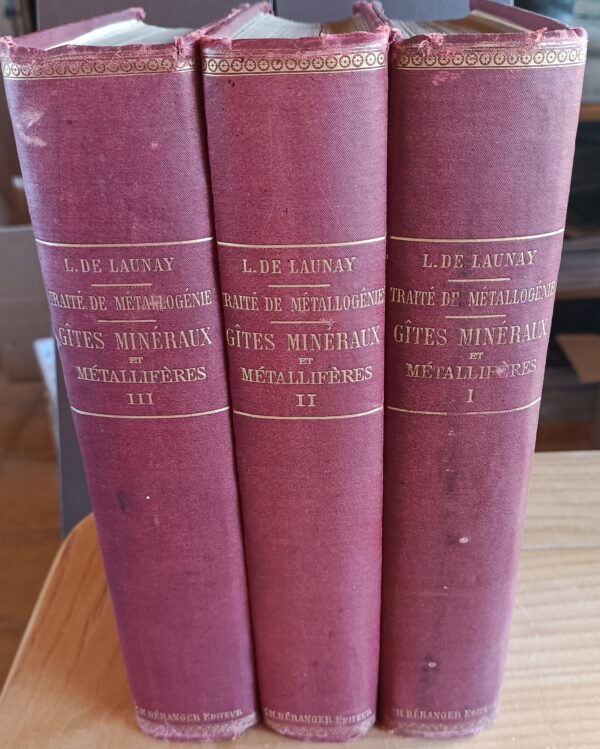 L. DE LAUNAY
TRAITÉ DE MÉTALLOGÉNIE
GÎTES MINÉRAUX
ET
MÉTALLIFÈRES
III
CH. BÉRANGER EDITEUR
L. DE LAUNAY
TRAITÉ DE MÉTALLOGÉNIE
GÎTES MINÉRAUX
ET
MÉTALLIFÈRES
II
CH. BÉRANGER EDITEUR
L. DE LAUNAY
TRAITÉ DE MÉTALLOGÉNIE
GÎTES MINÉRAUX
ET
MÉTALLIFÈRES
I
CH. BÉRANGER EDITEUR